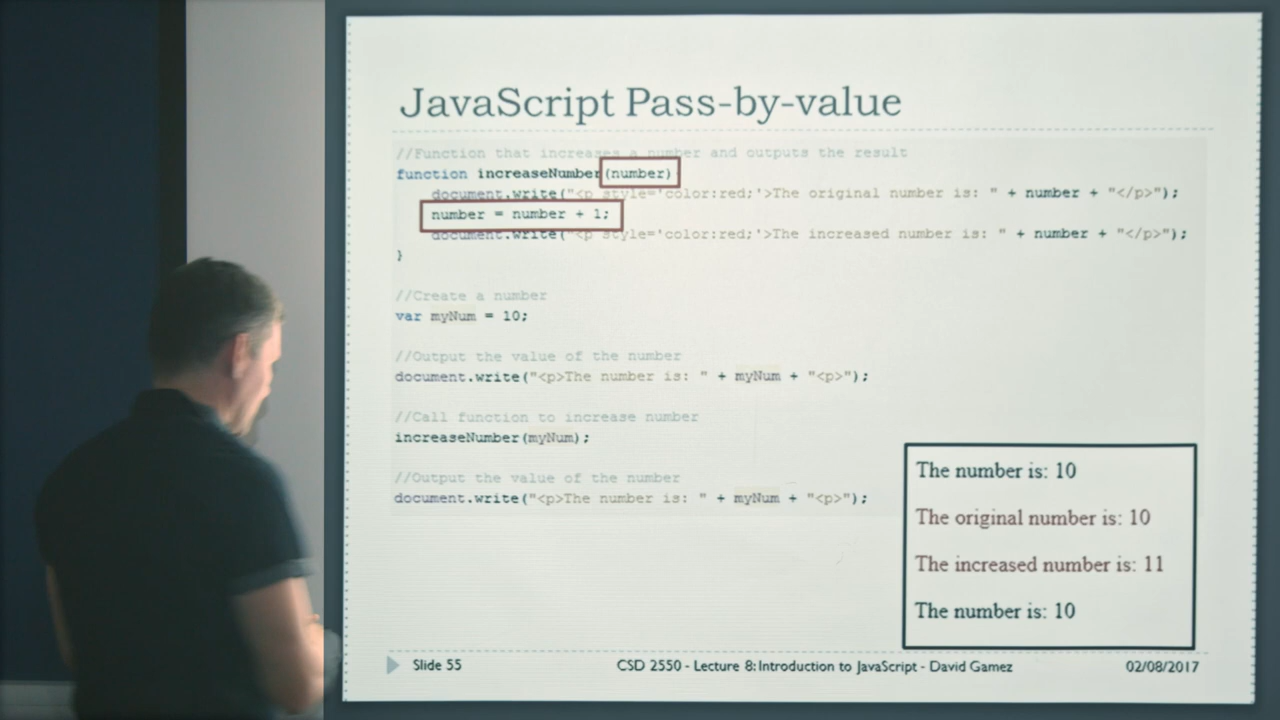 JavaScript Pass-by-value
//Function that increases a number and outputs the result
function increaseNumber(number)
document.write("<p style='color:red;'>The original number is: " + number + "</p>");
number = number + 1;
document.write("<p style='color:red;'>The increased number is: " + number + "</p>");
}
//Create a number
var myNum = 10;
//Output the value of the number
document.write("<p>The number is: " + myNum + "<p>");
//Call function to increase number
increaseNumber(myNum);
//Output the value of the number
document.write("<p>The number is: " + myNum + "<p>");
The number is: 10
The original number is: 10
The increased number is: 11
The number is: 10
Slide 55
CSD 2550 - Lecture 8: Introduction to JavaScript - David Gamez
02/08/2017